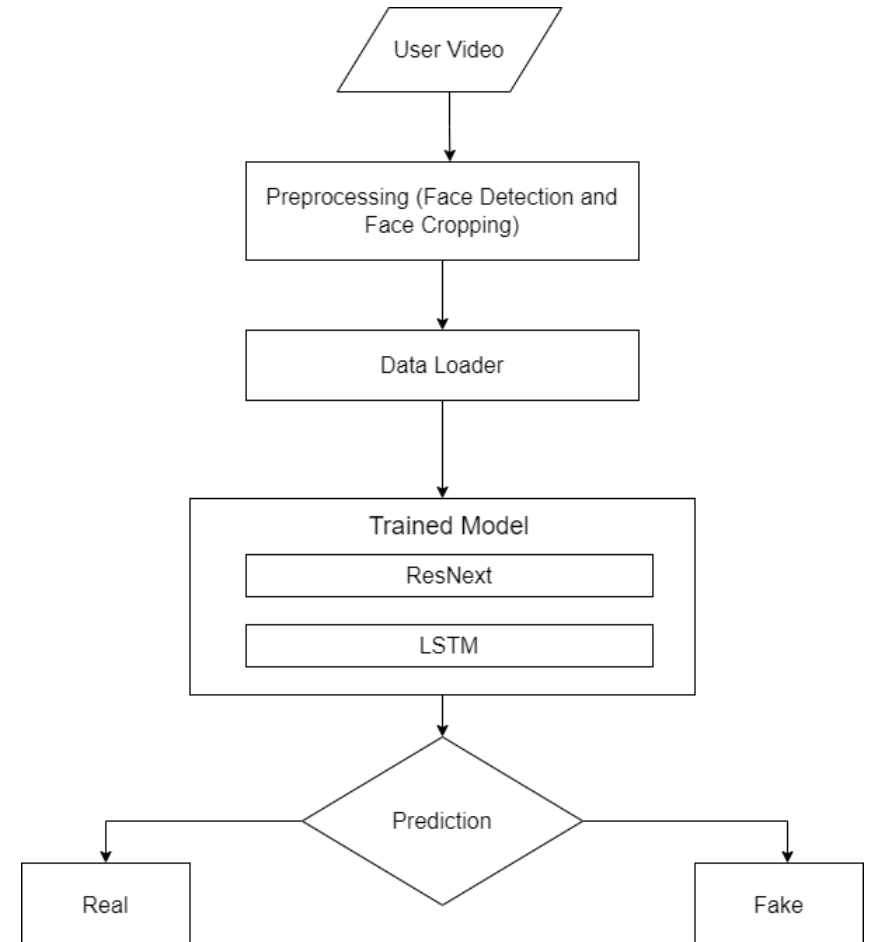 User Video
Preprocessing (Face Detection and
Face Cropping)
Data Loader
Trained Model
ResNext
LSTM
Prediction
Real
Fake